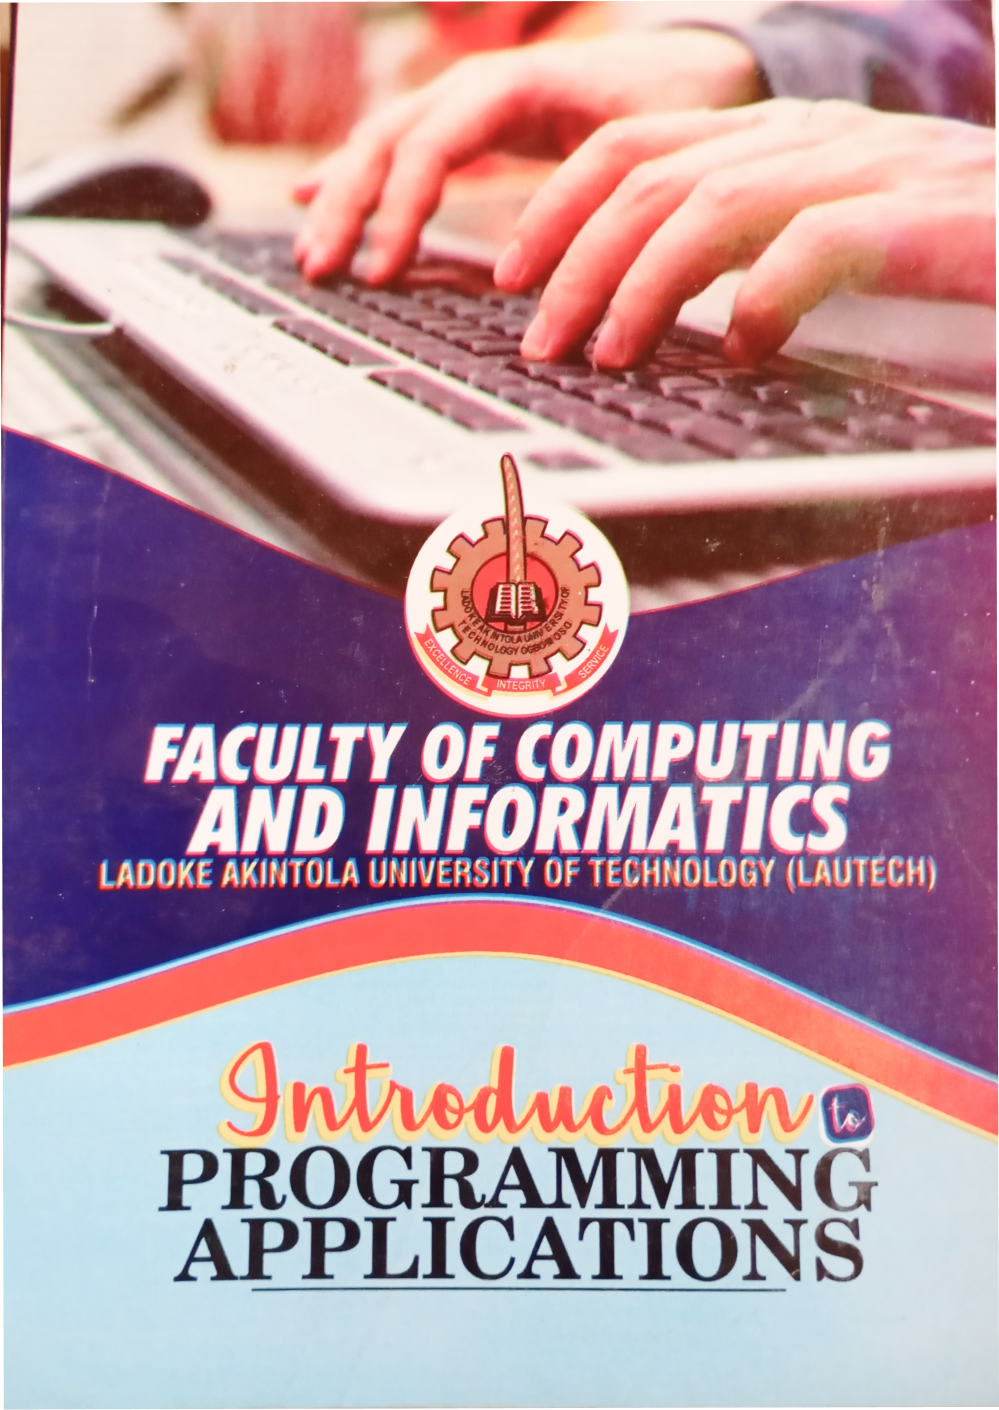 LADOKE AKINTOLA UNIVERSITY OF
TECHNOLOGY OGBOMOSO
EXCELLENCE INTEGRITY SERVICE
FACULTY OF COMPUTING
AND INFORMATICS
LADOKE AKINTOLA UNIVERSITY OF TECHNOLOGY (LAUTECH)
Introduction to
PROGRAMMING
APPLICATIONS